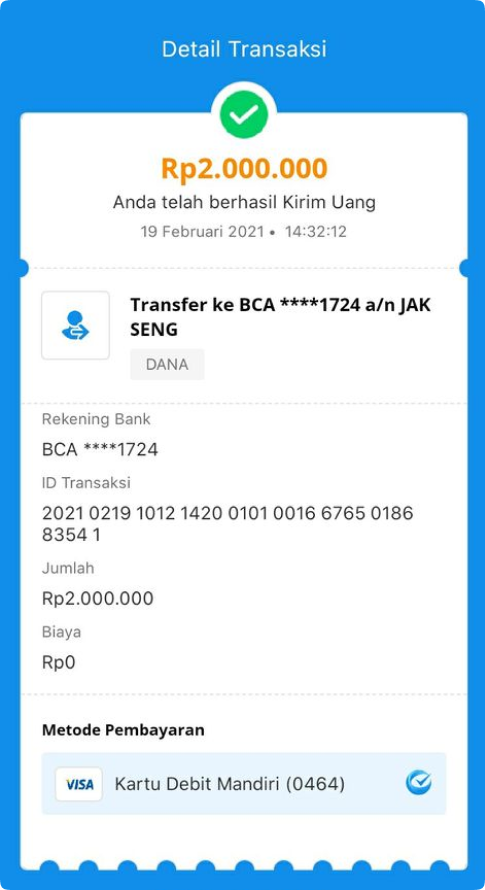 Detail Transaksi
Rp2.000.000
Anda telah berhasil Kirim Uang
19 Februari 2021 • 14:32:12
Transfer ke BCA ****1724 a/n JAK
SENG
DANA
Rekening Bank
BCA ****1724
ID Transaksi
2021 0219 1012 1420 0101 0016 6765 0186
8354 1
Jumlah
Rp2.000.000
Biaya
Rp0
Metode Pembayaran
VISA Kartu Debit Mandiri (0464)